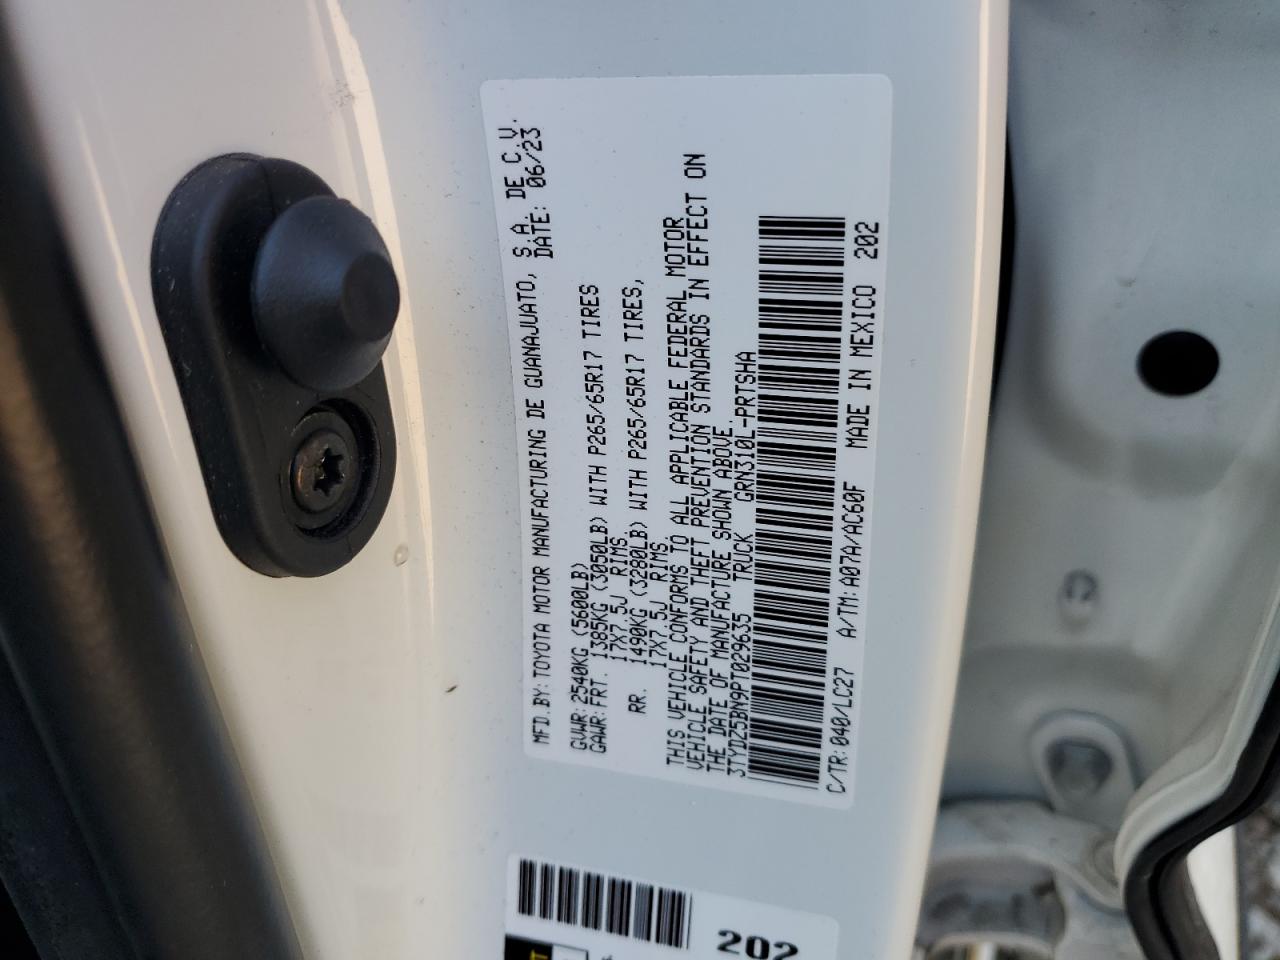 MFD.BY:TOYOTA MOTOR MANUFACTURING DE GUANAJUATO, S.A. DE C.V.
DATE: 06/23
GVWR:2540KG (5600LB)
GAWR:FRT. 1385KG (3050LB) WITH P265/65R17 TIRES
17X7.5J RIMS,
RR. 1490KG (3280LB) WITH P265/65R17 TIRES,
17X7.5J RIMS,
THIS VEHICLE CONFORMS TO ALL APPLICABLE FEDERAL MOTOR
VEHICLE SAFETY AND THEFT PREVENTION STANDARDS IN EFFECT ON
THE DATE OF MANUFACTURE SHOWN ABOVE.
3TYDZ5BN9PT029635 TRUCK GRN310L-PRTSHA
C/TR:040/LC27 A/TM:A07A/AC60F MADE IN MEXICO 202
202